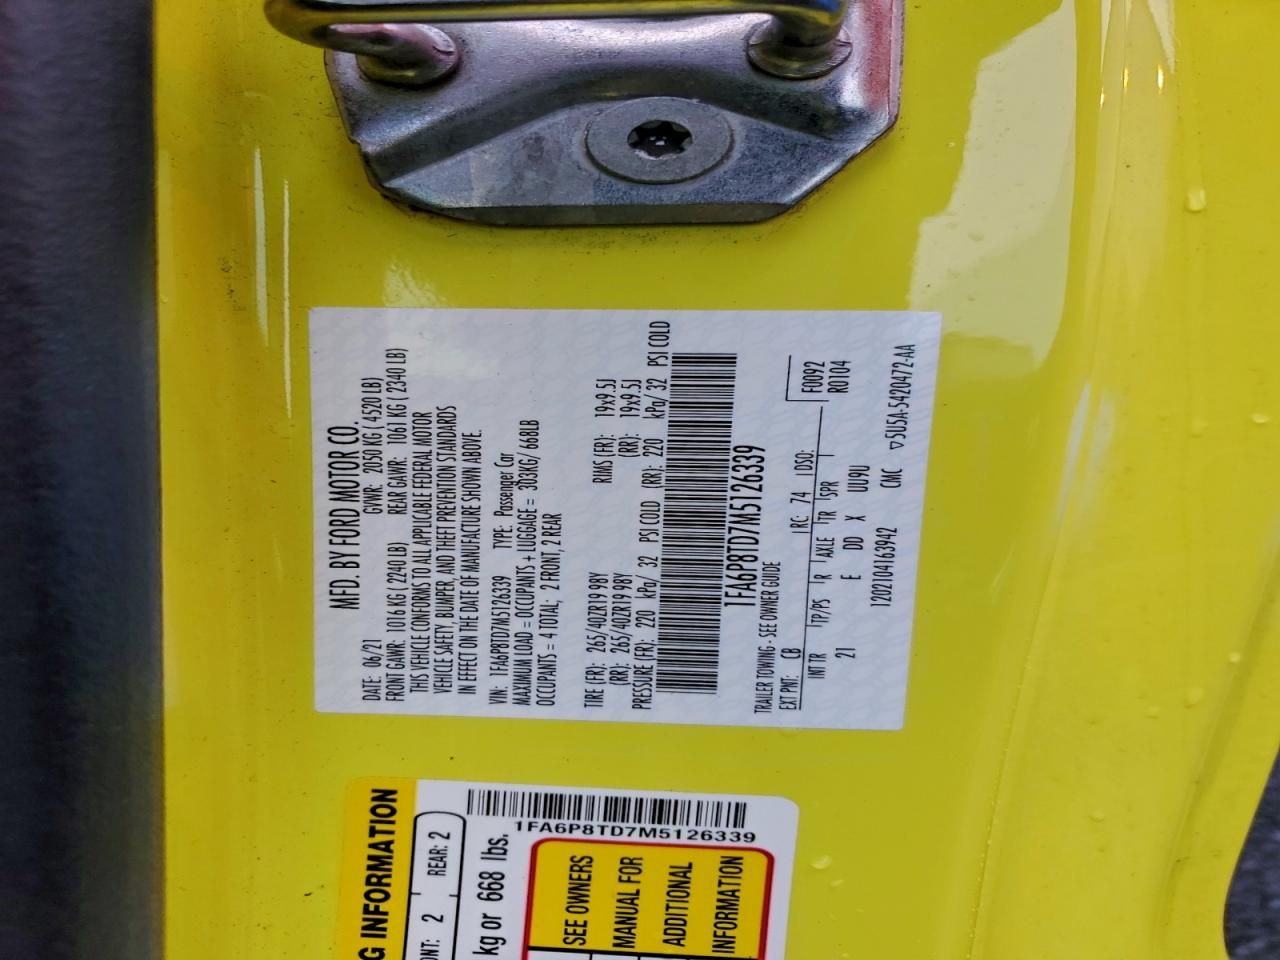 MFD. BY FORD MOTOR CO.
DATE: 06/21 GVWR: 2050 KG ( 4520 LB)
FRONT GAWR: 1016 KG ( 2240 LB) REAR GAWR: 1061 KG ( 2340 LB)
THIS VEHICLE CONFORMS TO ALL APPLICABLE FEDERAL MOTOR
VEHICLE SAFETY, BUMPER, AND THEFT PREVENTION STANDARDS
IN EFFECT ON THE DATE OF MANUFACTURE SHOWN ABOVE.
VIN: 1FA6P8TD7M5126339 TYPE: Passenger Car
MAXIMUM LOAD = OCCUPANTS + LUGGAGE = 303KG/ 668LB
OCCUPANTS = 4 TOTAL; 2 FRONT, 2 REAR
TIRE (FR): 265/40ZR19 98Y RIMS (FR): 19x9.5J
(RR): 265/40ZR19 98Y (RR): 19x9.5J
PRESSURE (FR): 220 kPa/ 32 PSI COLD (RR): 220 kPa/ 32 PSI COLD
1FA6P8TD7M5126339
TRAILER TOWING - SEE OWNER GUIDE
EXT PNT: CB RC: 74 DSO: F0092
INT TR TP/PS R AXLE TR SPR R0104
21 E DD X UU9U
1202104163942 CMC ▽5U5A-5420472-AA
G INFORMATION
ONT: 2 REAR: 2
1FA6P8TD7M5126339
kg or 668 lbs.
SEE OWNERS
MANUAL FOR
ADDITIONAL
INFORMATION